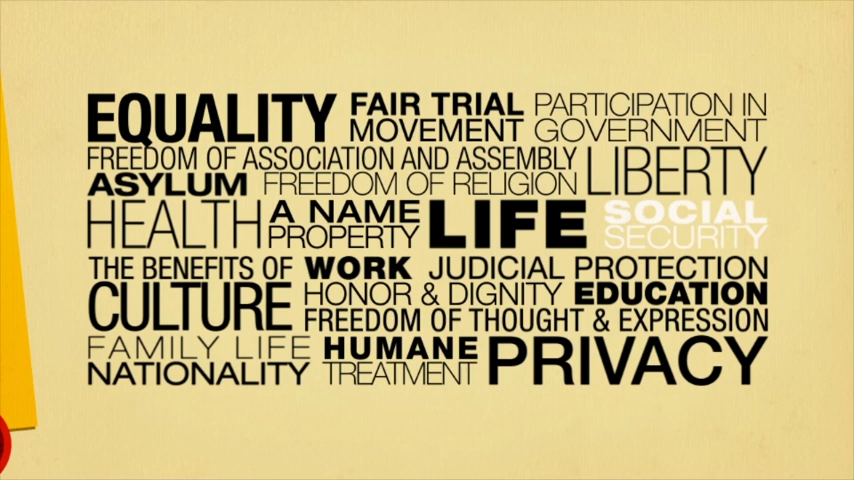 EQUALITY FAIR TRIAL PARTICIPATION IN
MOVEMENT GOVERNMENT
FREEDOM OF ASSOCIATION AND ASSEMBLY LIBERTY
ASYLUM FREEDOM OF RELIGION
HEALTH A NAME LIFE SOCIAL
PROPERTY SECURITY
THE BENEFITS OF WORK JUDICIAL PROTECTION
CULTURE HONOR & DIGNITY EDUCATION
FREEDOM OF THOUGHT & EXPRESSION
FAMILY LIFE HUMANE PRIVACY
NATIONALITY TREATMENT